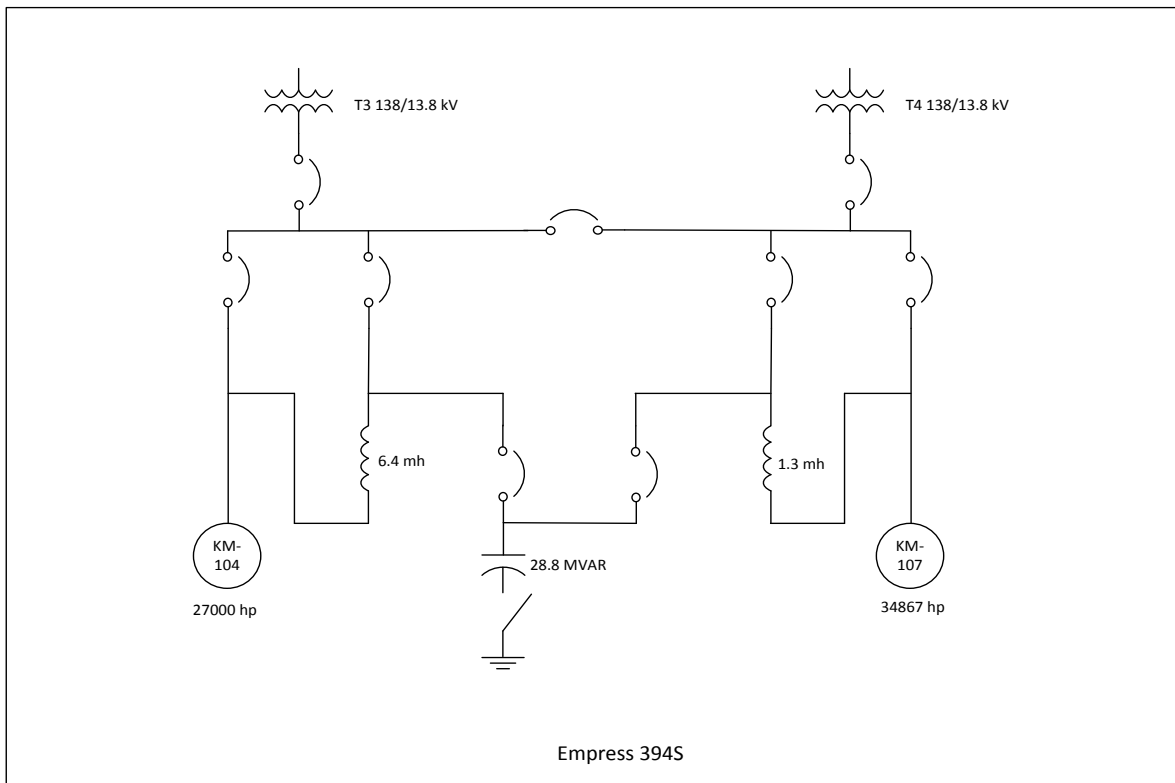 T3 138/13.8 kV
T4 138/13.8 kV
6.4 mh
1.3 mh
KM-
104
27000 hp
28.8 MVAR
KM-
107
34867 hp
Empress 394S